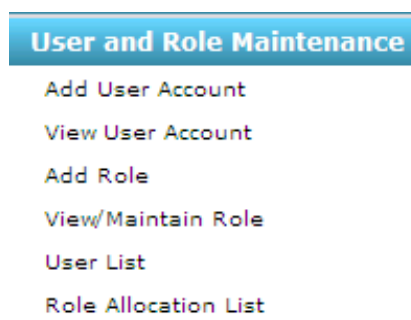 User and Role Maintenance
Add User Account
View User Account
Add Role
View/Maintain Role
User List
Role Allocation List